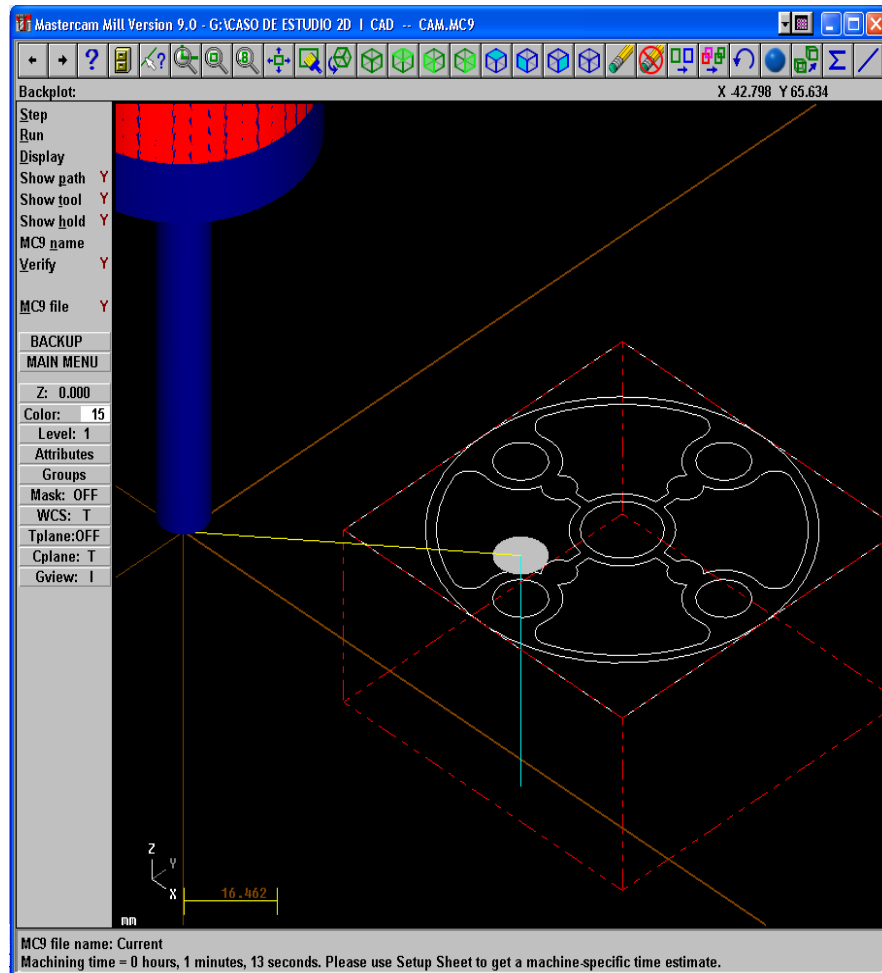 Mastercam Mill Version 9.0 - G:\CASO DE ESTUDIO 2D I CAD -- CAM.MC9
Backplot:
X -42.798 Y 65.634
Step
Run
Display
Show path Y
Show tool Y
Show hold Y
MC9 name
Verify Y
MC9 file Y
BACKUP
MAIN MENU
Z: 0.000
Color: 15
Level: 1
Attributes
Groups
Mask: OFF
WCS: T
Tplane:OFF
Cplane: T
Gview: I
Z
Y
X
16.462
mm
MC9 file name: Current
Machining time = 0 hours, 1 minutes, 13 seconds. Please use Setup Sheet to get a machine-specific time estimate.